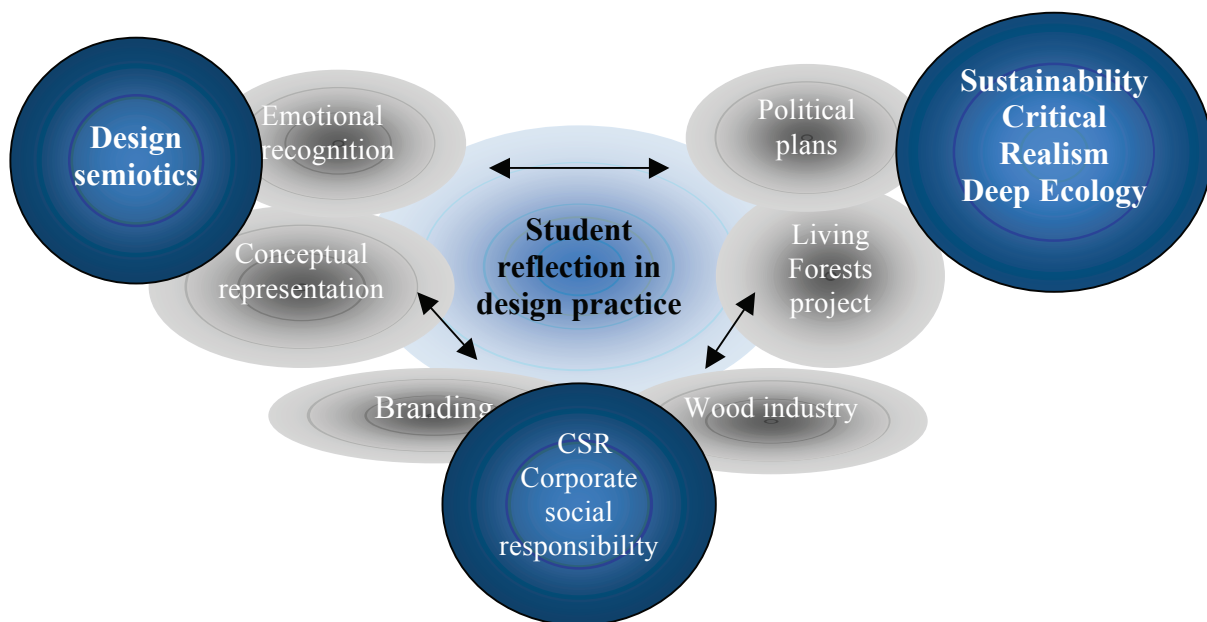 Design
semiotics
Emotional
recognition
Conceptual
representation
Student
reflection in
design practice
Political
plans
Sustainability
Critical
Realism
Deep Ecology
Living
Forests
project
Branding
Wood industry
CSR
Corporate
social
responsibility